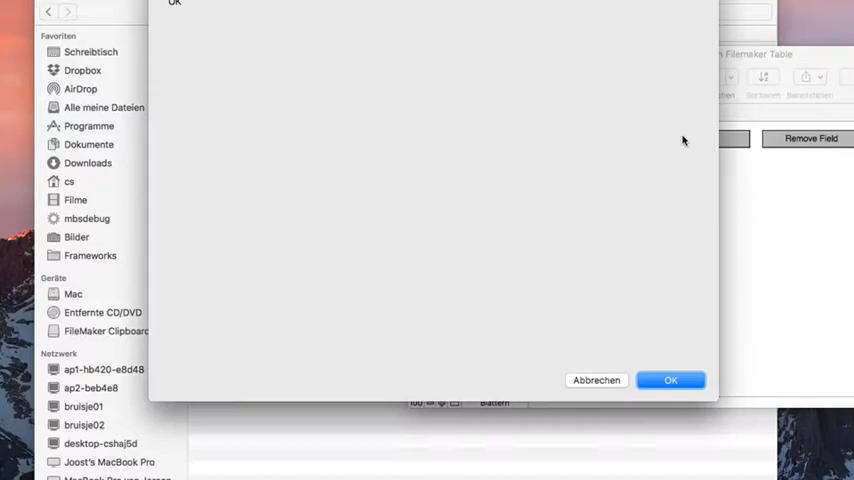 OK
Favoriten
Schreibtisch
Dropbox
AirDrop
Alle meine Dateien
Programme
Dokumente
Downloads
cs
Filme
mbsdebug
Bilder
Frameworks
Geräte
Mac
Entfernte CD/DVD
FileMaker Clipboard
Netzwerk
ap1-hb420-e8d48
ap2-beb4e8
bruisje01
bruisje02
desktop-cshaj5d
Joost's MacBook Pro
Filemaker Table
Sortieren
Bereitstellen
Remove Field
Abbrechen
OK
100
Blättern